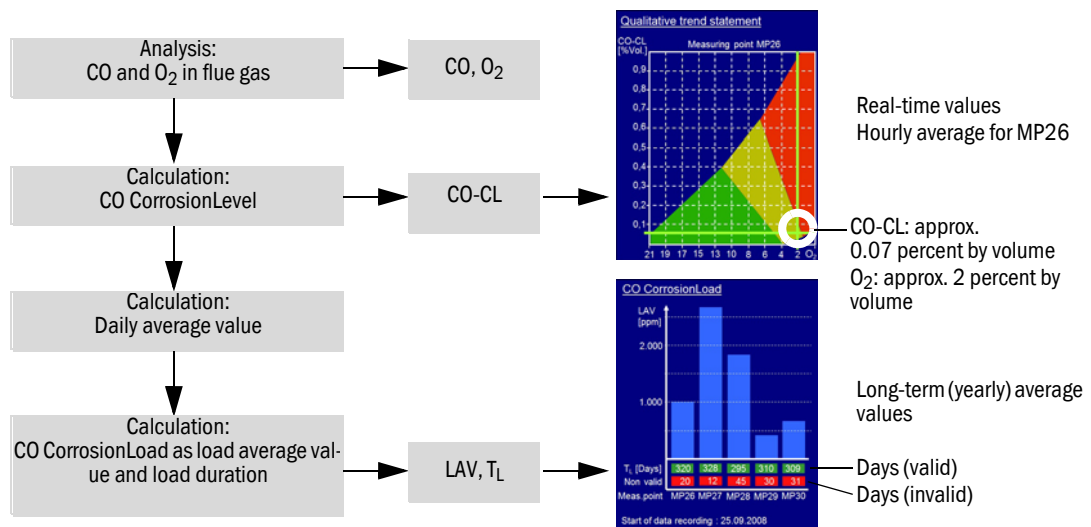 Analysis:
CO and O2 in flue gas
CO, O2
Calculation:
CO CorrosionLevel
CO-CL
Calculation:
Daily average value
Calculation:
CO CorrosionLoad as load average val-
ue and load duration
LAV, TL
Qualitative trend statement
CO-CL
[%Vol.]
Measuring point MP26
0,9
0,8
0,7
0,6
0,5
0,4
0,3
0,2
0,1
21 19 17 15 13 10 8 6 4 2 O2
Real-time values
Hourly average for MP26
CO-CL: approx.
0.07 percent by volume
O2: approx. 2 percent by
volume
CO CorrosionLoad
LAV
[ppm]
2.000
1.000
TL [Days] 320 328 295 310 309
Non valid 20 12 45 30 31
Meas.point MP26 MP27 MP28 MP29 MP30
Start of data recording : 25.09.2008
Long-term (yearly) average
values
Days (valid)
Days (invalid)